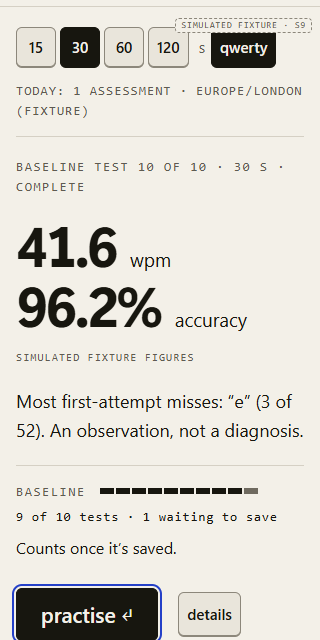 SIMULATED FIXTURE · S9
15 30 60 120 s qwerty
TODAY: 1 ASSESSMENT · EUROPE/LONDON
(FIXTURE)
BASELINE TEST 10 OF 10 · 30 S ·
COMPLETE
41.6 wpm
96.2% accuracy
SIMULATED FIXTURE FIGURES
Most first-attempt misses: “e” (3 of
52). An observation, not a diagnosis.
BASELINE
9 of 10 tests · 1 waiting to save
Counts once it’s saved.
practise ↵ details